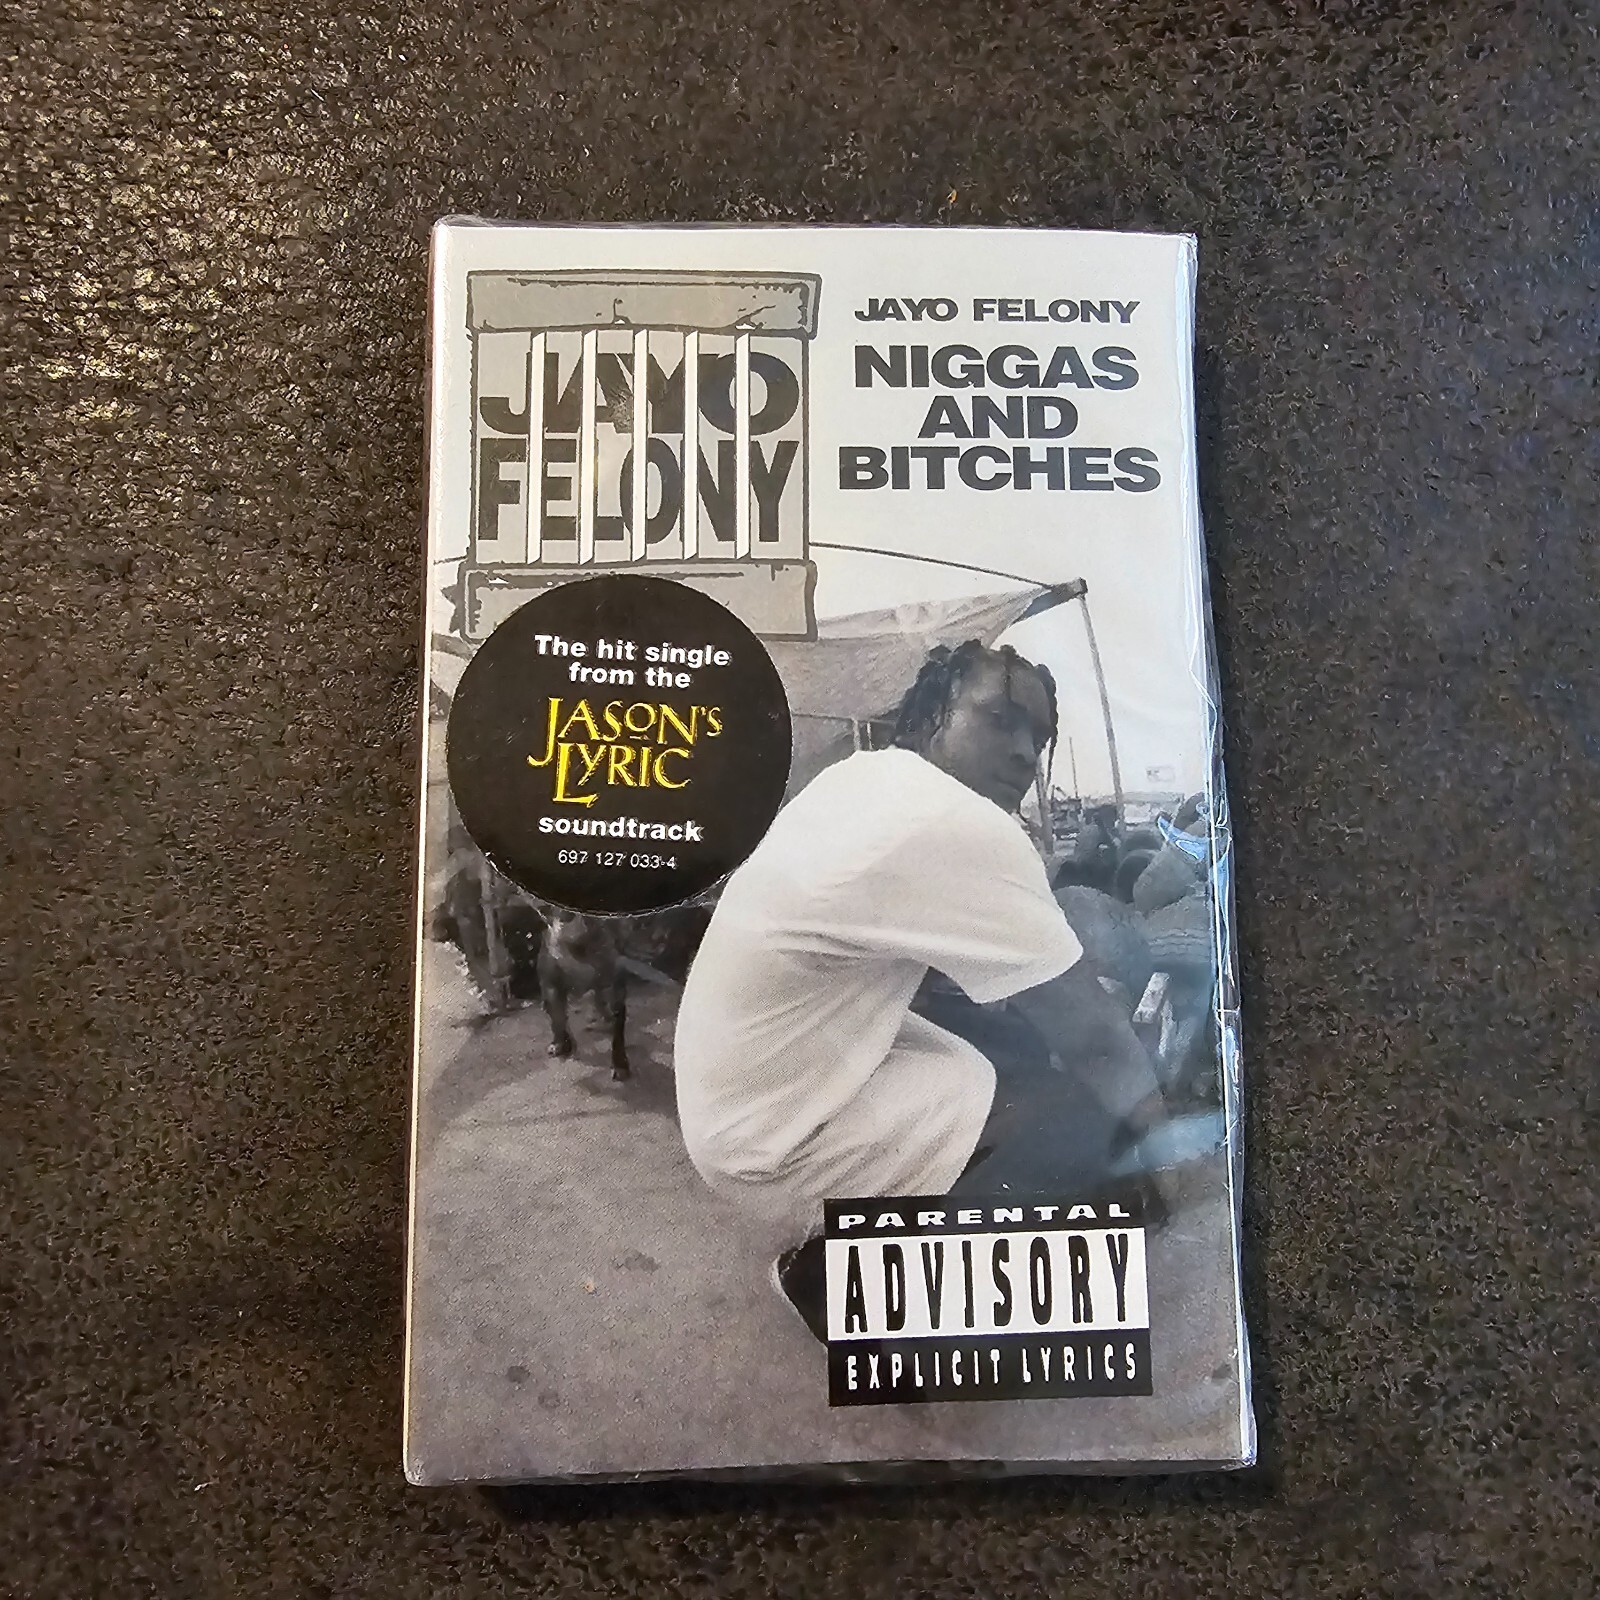 JAYO
FELONY
JAYO FELONY
NIGGAS
AND
BITCHES
The hit single
from the
JASON'S
LYRIC
soundtrack
697 127 033-4
PARENTAL
ADVISORY
EXPLICIT LYRICS